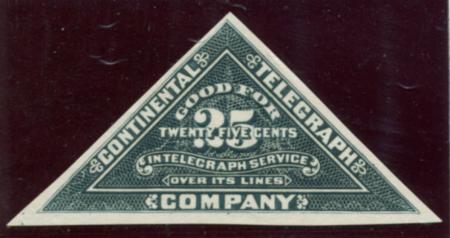 CONTINENTAL
TELEGRAPH
GOOD FOR
25
TWENTY FIVE CENTS
IN TELEGRAPH SERVICE
OVER ITS LINES
COMPANY